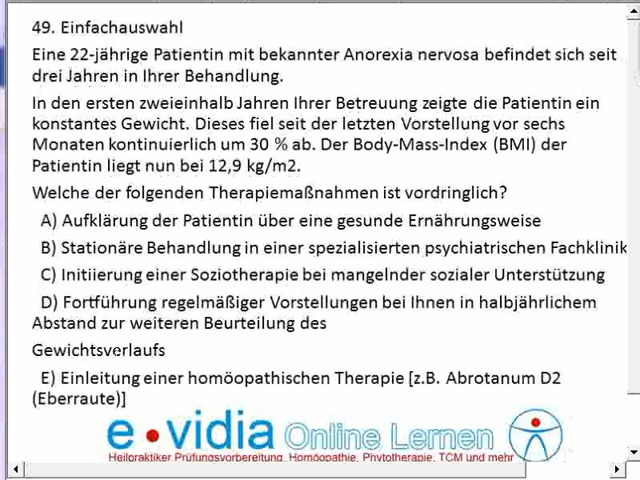 49. Einfachauswahl
Eine 22-jährige Patientin mit bekannter Anorexia nervosa befindet sich seit
drei Jahren in Ihrer Behandlung.
In den ersten zweieinhalb Jahren Ihrer Betreuung zeigte die Patientin ein
konstantes Gewicht. Dieses fiel seit der letzten Vorstellung vor sechs
Monaten kontinuierlich um 30 % ab. Der Body-Mass-Index (BMI) der
Patientin liegt nun bei 12,9 kg/m2.
Welche der folgenden Therapiemaßnahmen ist vordringlich?
A) Aufklärung der Patientin über eine gesunde Ernährungsweise
B) Stationäre Behandlung in einer spezialisierten psychiatrischen Fachklinik
C) Initiierung einer Soziotherapie bei mangelnder sozialer Unterstützung
D) Fortführung regelmäßiger Vorstellungen bei Ihnen in halbjährlichem
Abstand zur weiteren Beurteilung des
Gewichtsverlaufs
E) Einleitung einer homöopathischen Therapie [z.B. Abrotanum D2
(Eberraute)]
e•vidia Online Lernen
Heilpraktiker Prüfungsvorbereitung, Homöopathie, Phytotherapie, TCM und mehr